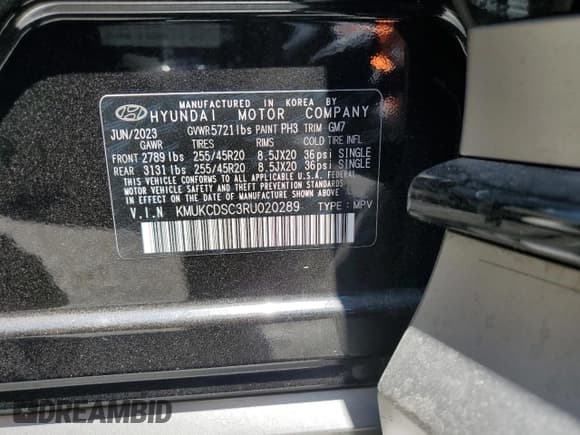 MANUFACTURED IN KOREA BY
HYUNDAI MOTOR COMPANY
JUN/2023 GVWR 5721 lbs PAINT PH3 TRIM GM7
GAWR TIRES RIMS COLD TIRE INFL
FRONT 2789 lbs 255/45R20 8.5JX20 36psi SINGLE
REAR 3131 lbs 255/45R20 8.5JX20 36psi SINGLE
THIS VEHICLE CONFORMS TO ALL APPLICABLE U.S.A. FEDERAL
MOTOR VEHICLE SAFETY AND THEFT PREVENTION STANDARDS
IN EFFECT ON THE DATE OF MANUFACTURE SHOWN ABOVE.
V.I.N KMUKCDSC3RU020289 TYPE : MPV
DREAMBID